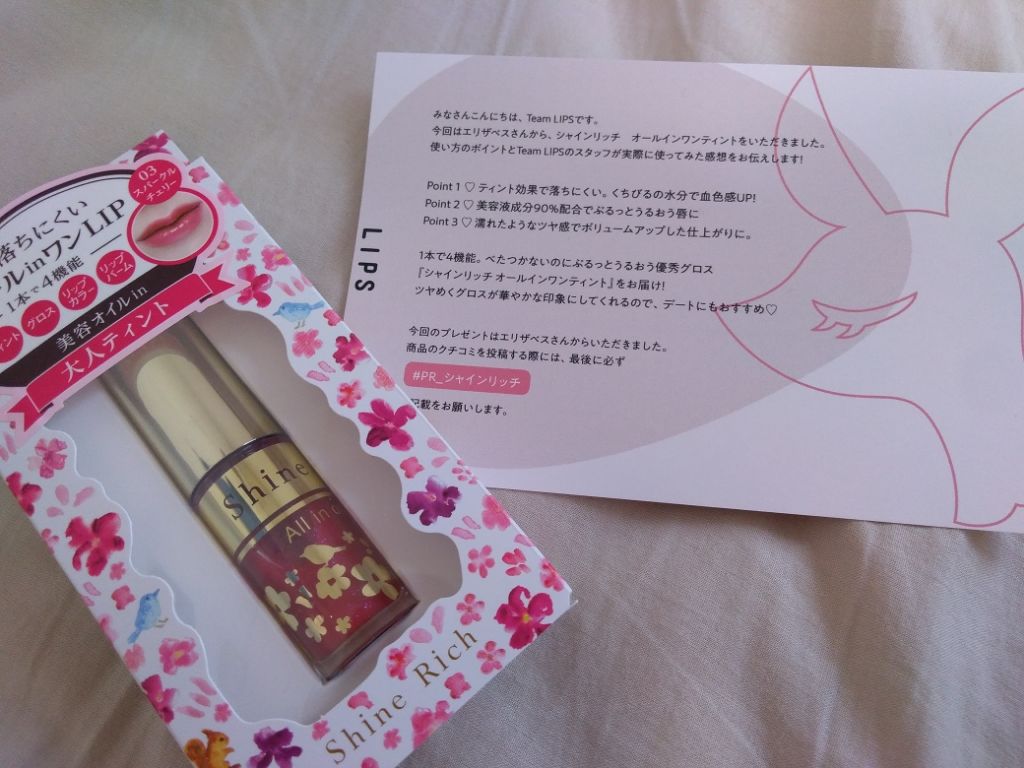 03
スパークル
チェリー
落ちにくい
ルinワンLIP
1本で4機能
ィント
グロス
リップ
カラー
リップ
バーム
美容オイルin
大人ティント
Shine
All in o
Shine Rich
LIPS
みなさんこんにちは、Team LIPSです。
今回はエリザベスさんから、シャインリッチ　オールインワンティントをいただきました。
使い方のポイントとTeam LIPSのスタッフが実際に使ってみた感想をお伝えします!
Point 1 ♡ ティント効果で落ちにくい。くちびるの水分で血色感UP!
Point 2 ♡ 美容液成分90%配合でぷるっとうるおう唇に
Point 3 ♡ 濡れたようなツヤ感でボリュームアップした仕上がりに。
1本で4機能。べたつかないのにぷるっとうるおう優秀グロス
『シャインリッチ オールインワンティント』をお届け!
ツヤめくグロスが華やかな印象にしてくれるので、デートにもおすすめ♡
今回のプレゼントはエリザベスさんからいただきました。
商品のクチコミを投稿する際には、最後に必ず
#PR_シャインリッチ
記載をお願いします。